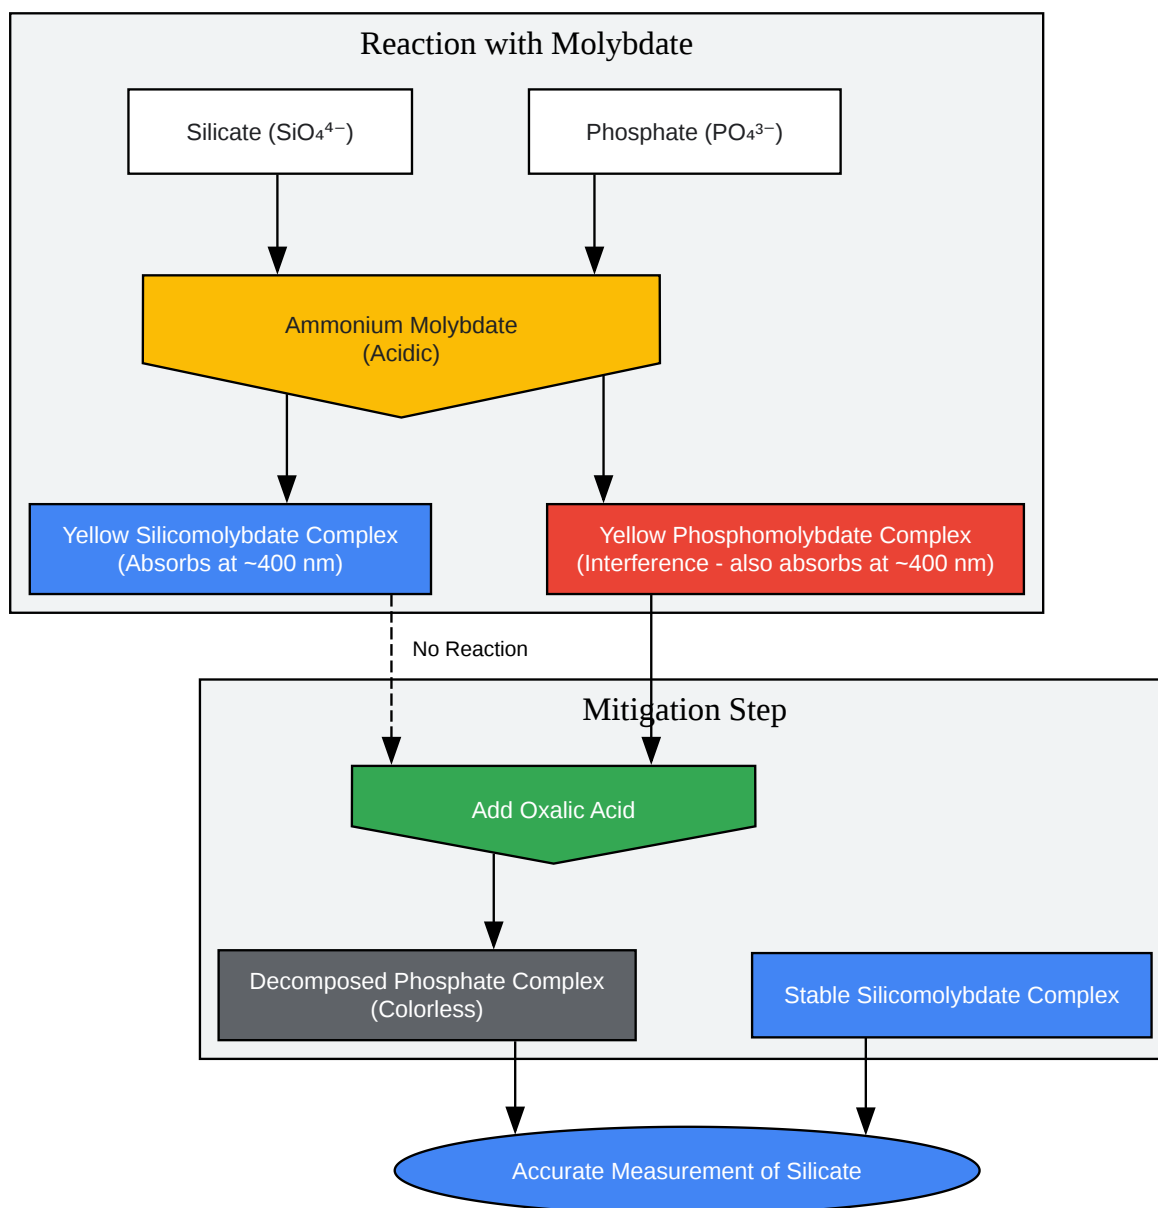 Reaction with Molybdate
Silicate (SiO₄⁴⁻)
Phosphate (PO₄³⁻)
Ammonium Molybdate
(Acidic)
Yellow Silicomolybdate Complex
(Absorbs at ~400 nm)
Yellow Phosphomolybdate Complex
(Interference - also absorbs at ~400 nm)
No Reaction
Mitigation Step
Add Oxalic Acid
Decomposed Phosphate Complex
(Colorless)
Stable Silicomolybdate Complex
Accurate Measurement of Silicate